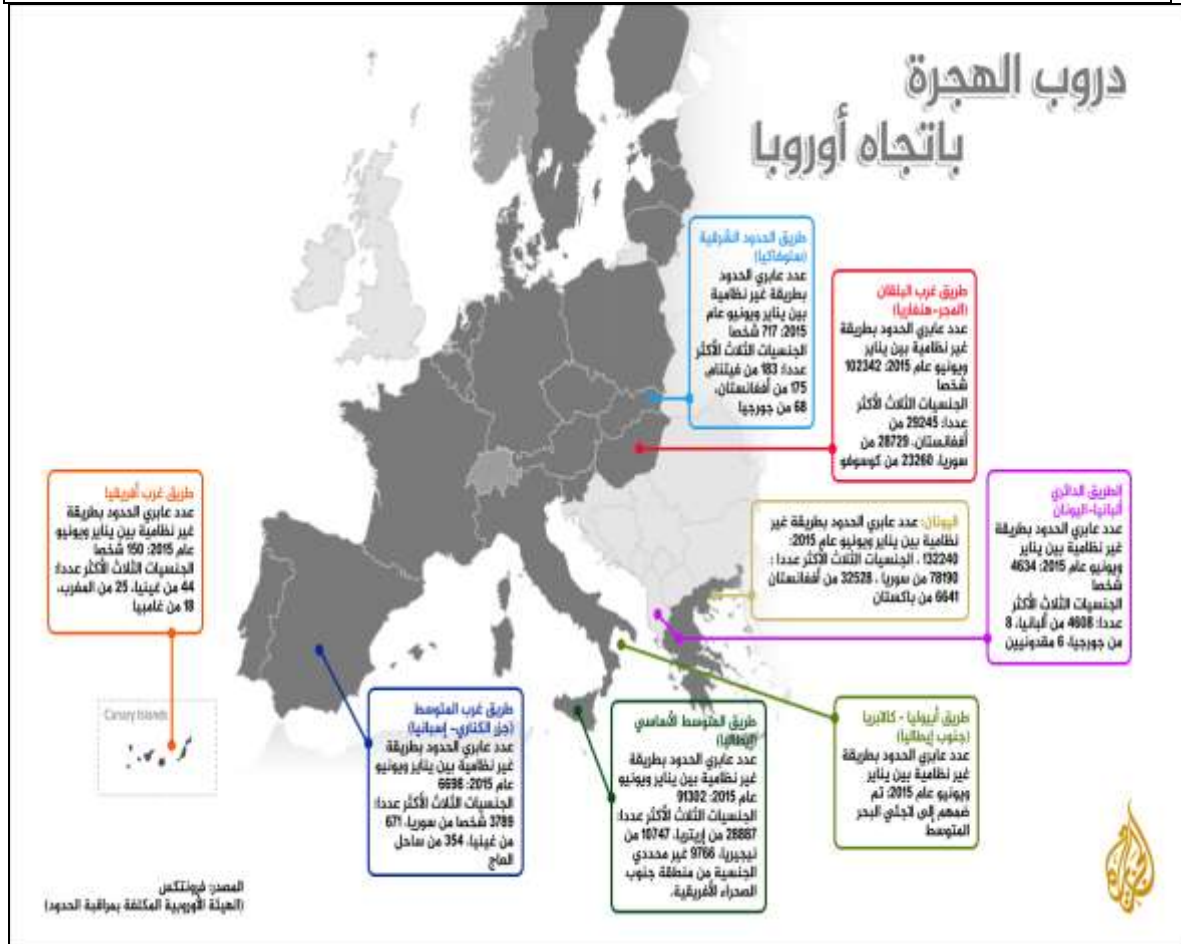 دروب الهجرة
باتجاه أوروبا
طريق الحدود الشرقية
(سلوفاكيا)
عدد عابري الحدود
بطريقة غير نظامية
بين يناير ويونيو عام
2015: 717 شخصا
الجنسيات الثلاث الأكثر
عددا: 183 من فيتنام،
175 من أفغانستان،
68 من جورجيا
طريق غرب البلقان
(المجر-هنغاريا)
عدد عابري الحدود بطريقة
غير نظامية بين يناير
ويونيو عام 2015: 102342
شخصا
الجنسيات الثلاث الأكثر
عددا: 29245 من
أفغانستان، 28729 من
سوريا، 23260 من كوسوفو
الطريق الدائري
ألبانيا-اليونان
عدد عابري الحدود بطريقة
غير نظامية بين يناير
ويونيو عام 2015: 4634
شخصا
الجنسيات الثلاث الأكثر
عددا: 4608 من ألبانيا، 8
من جورجيا، 6 مقدونيين
اليونان: عدد عابري الحدود بطريقة غير
نظامية بين يناير ويونيو عام 2015:
132240 ، الجنسيات الثلاث الأكثر عددا :
78190 من سوريا ، 32528 من أفغانستان
6641 من باكستان
طريق غرب أفريقيا
عدد عابري الحدود بطريقة
غير نظامية بين يناير ويونيو
عام 2015: 150 شخصا
الجنسيات الثلاث الأكثر عددا:
44 من غينيا، 25 من المغرب،
18 من غامبيا
Canary Islands
طريق غرب المتوسط
(جزر الكناري- إسبانيا)
عدد عابري الحدود بطريقة
غير نظامية بين يناير ويونيو
عام 2015: 6698
الجنسيات الثلاث الأكثر عددا:
3789 شخصا من سوريا، 671
من غينيا، 354 من ساحل
العاج
طريق المتوسط الأساسي
(إيطاليا)
عدد عابري الحدود بطريقة
غير نظامية بين يناير ويونيو
عام 2015: 91302
الجنسيات الثلاث الأكثر عددا:
28887 من إريتريا، 10747 من
نيجيريا، 9766 غير محددي
الجنسية من منطقة جنوب
الصحراء الأفريقية.
طريق أبيوليا - كالابريا
(جنوب إيطاليا)
عدد عابري الحدود بطريقة
غير نظامية بين يناير
ويونيو عام 2015: تم
ضمهم إلى لاجئي البحر
المتوسط
المصدر: فرونتكس
(الهيئة الأوروبية المكلفة بمراقبة الحدود)